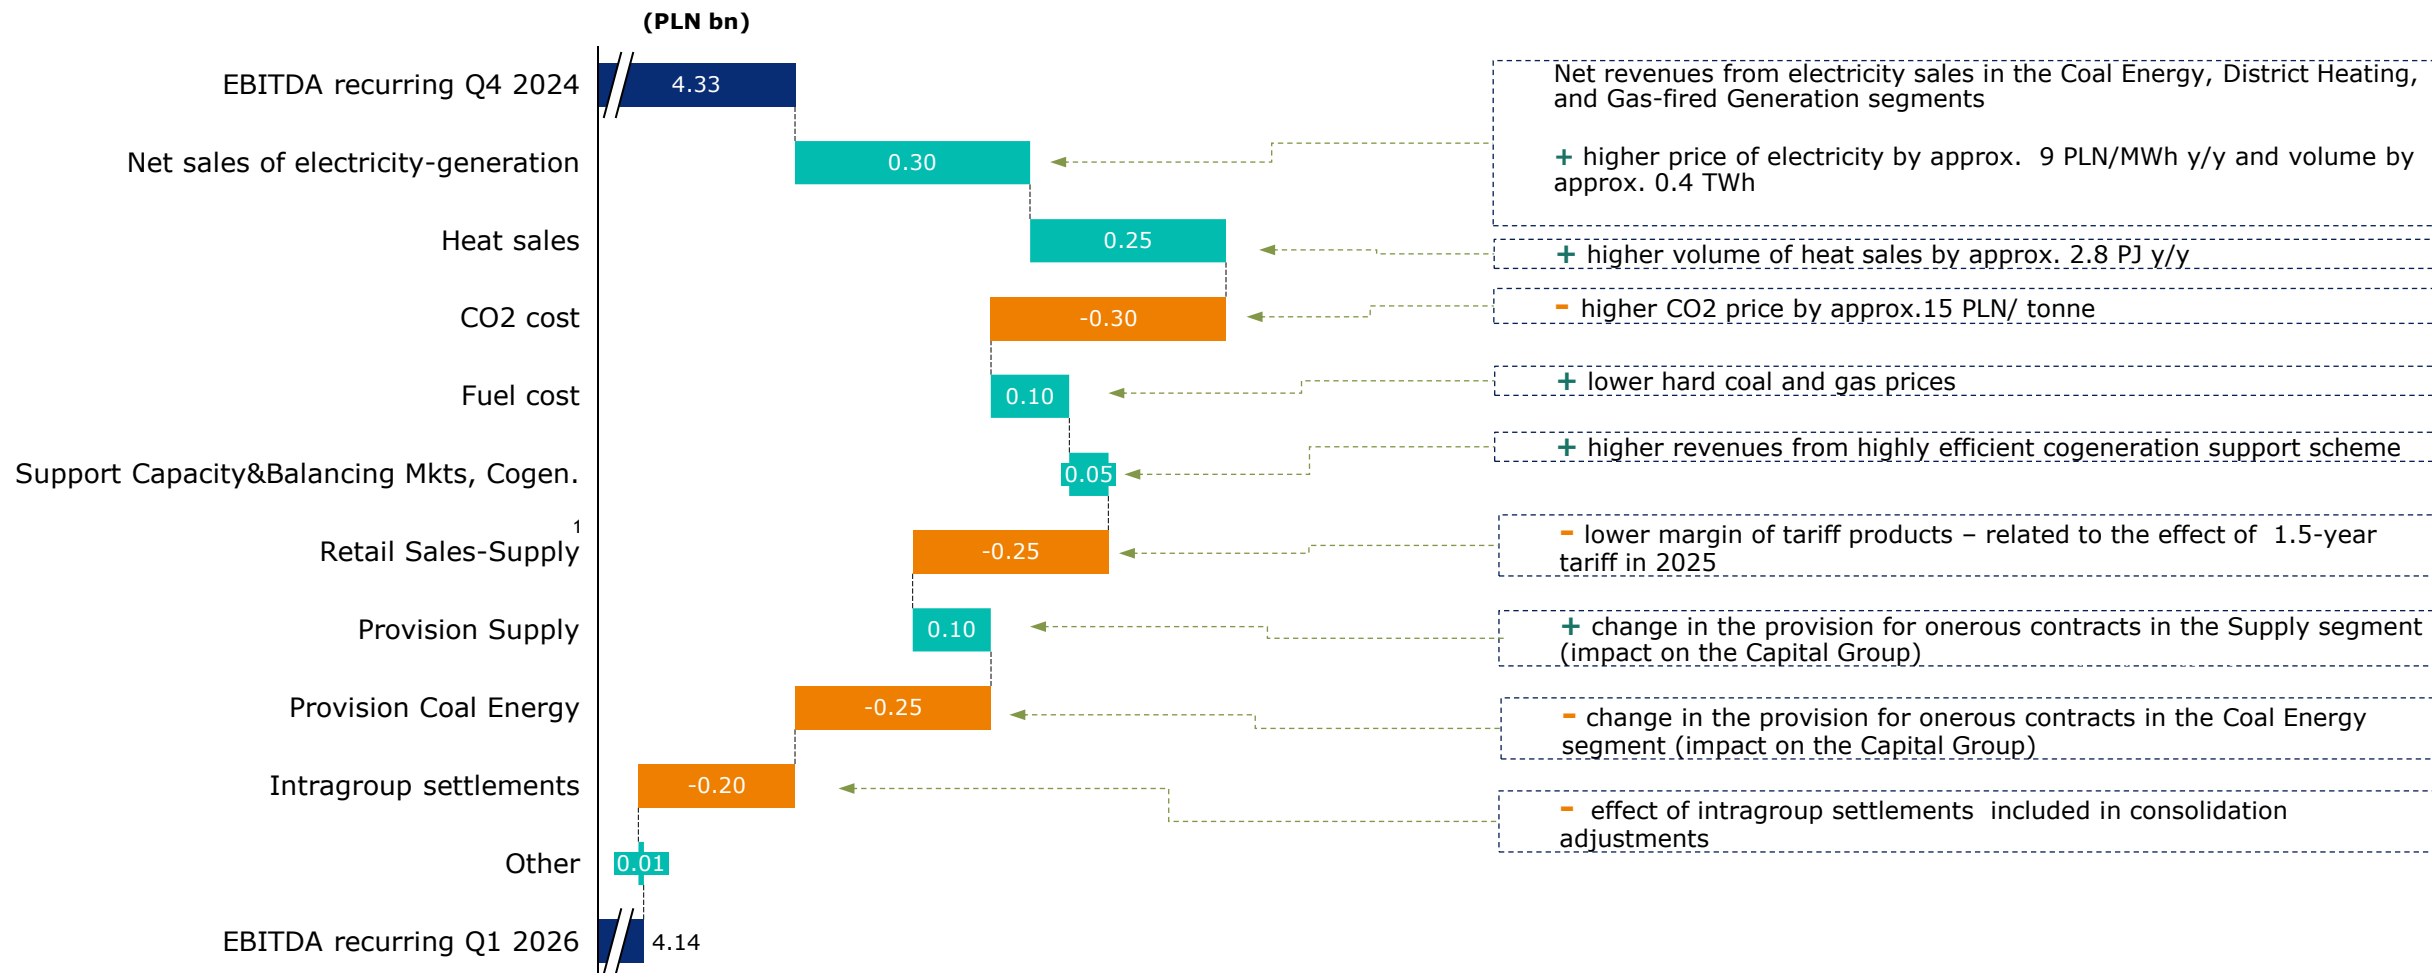 (PLN bn)
EBITDA recurring Q4 2024
4.33
Net sales of electricity-generation
0.30
Heat sales
0.25
CO2 cost
-0.30
Fuel cost
0.10
Support Capacity&Balancing Mkts, Cogen.
0.05
1
Retail Sales-Supply
-0.25
Provision Supply
0.10
Provision Coal Energy
-0.25
Intragroup settlements
-0.20
Other
0.01
EBITDA recurring Q1 2026
4.14
Net revenues from electricity sales in the Coal Energy, District Heating,
and Gas-fired Generation segments
+ higher price of electricity by approx.  9 PLN/MWh y/y and volume by
approx. 0.4 TWh
+ higher volume of heat sales by approx. 2.8 PJ y/y
- higher CO2 price by approx.15 PLN/ tonne
+ lower hard coal and gas prices
+ higher revenues from highly efficient cogeneration support scheme
- lower margin of tariff products – related to the effect of  1.5-year
tariff in 2025
+ change in the provision for onerous contracts in the Supply segment
(impact on the Capital Group)
- change in the provision for onerous contracts in the Coal Energy
segment (impact on the Capital Group)
- effect of intragroup settlements  included in consolidation
adjustments